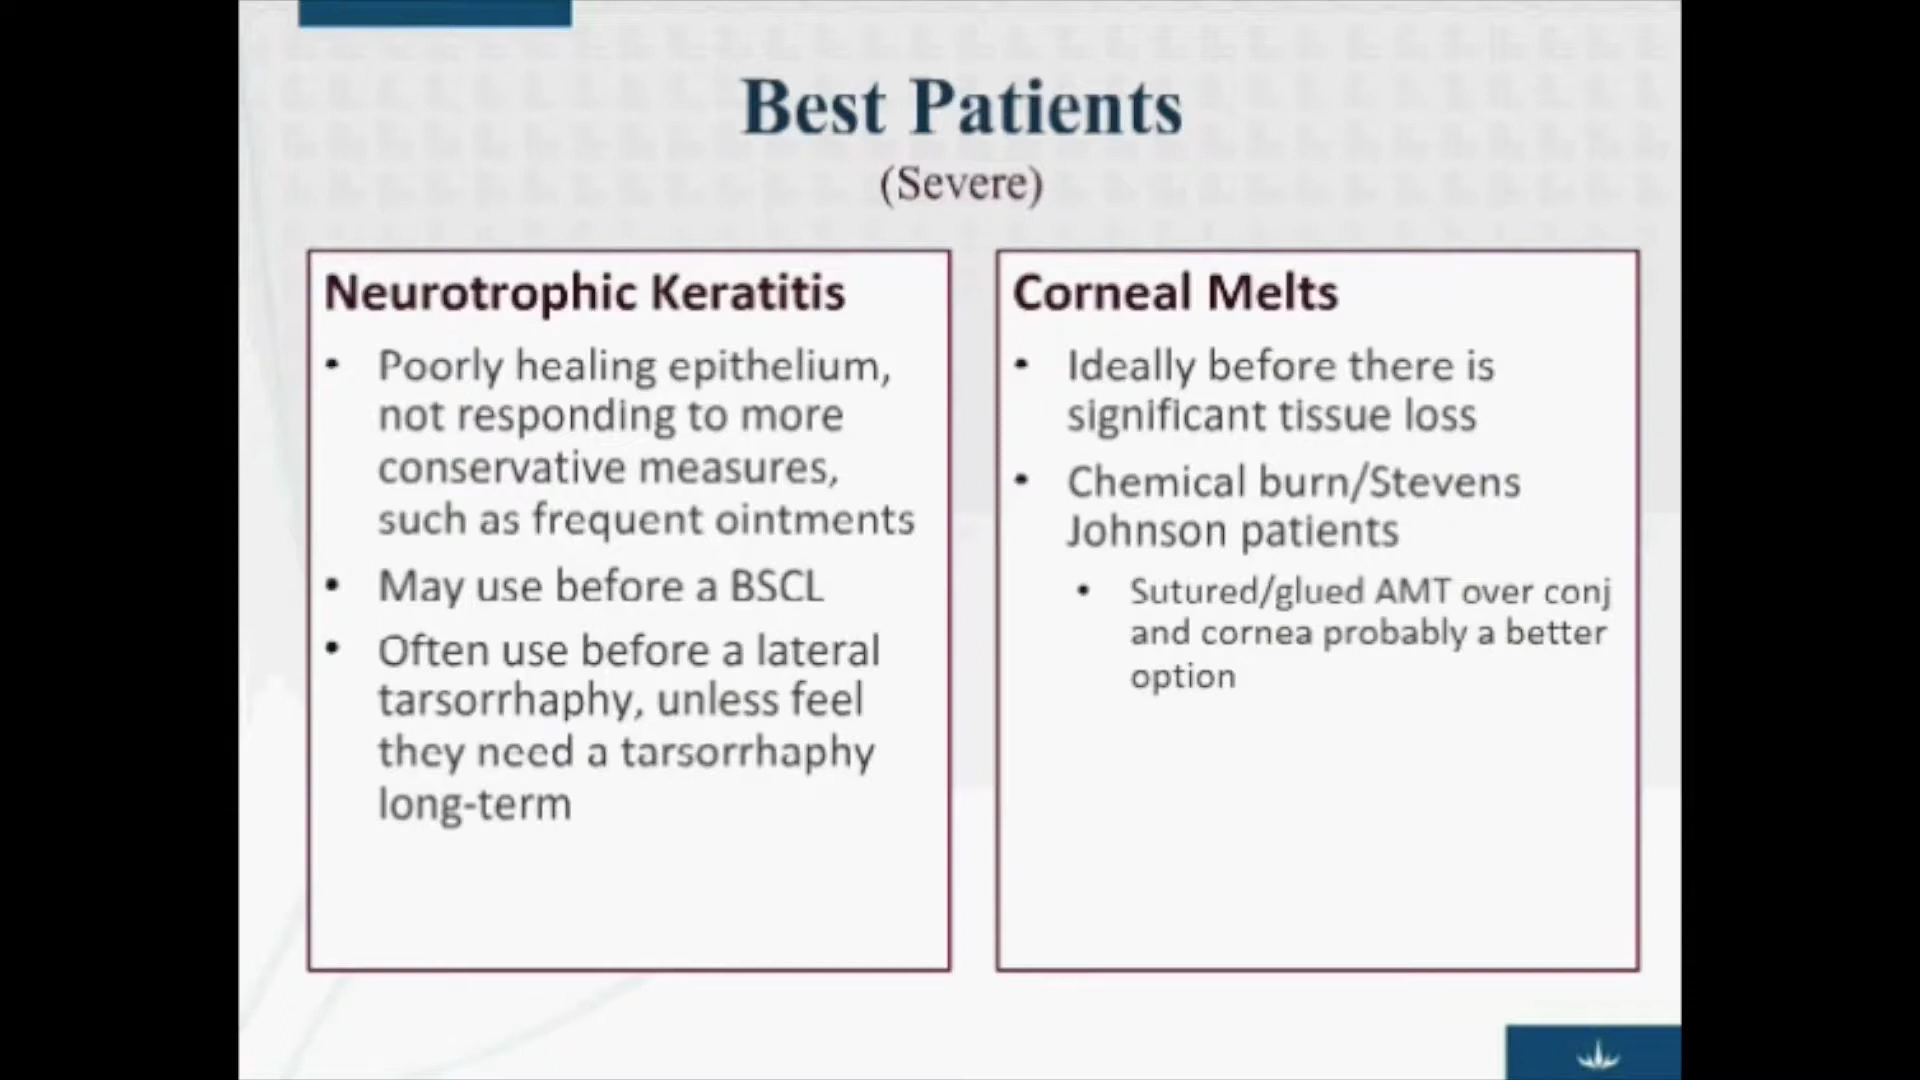 Best Patients
(Severe)
Neurotrophic Keratitis
• Poorly healing epithelium,
not responding to more
conservative measures,
such as frequent ointments
• May use before a BSCL
• Often use before a lateral
tarsorrhaphy, unless feel
they need a tarsorrhaphy
long-term
Corneal Melts
• Ideally before there is
significant tissue loss
• Chemical burn/Stevens
Johnson patients
• Sutured/glued AMT over conj
and cornea probably a better
option